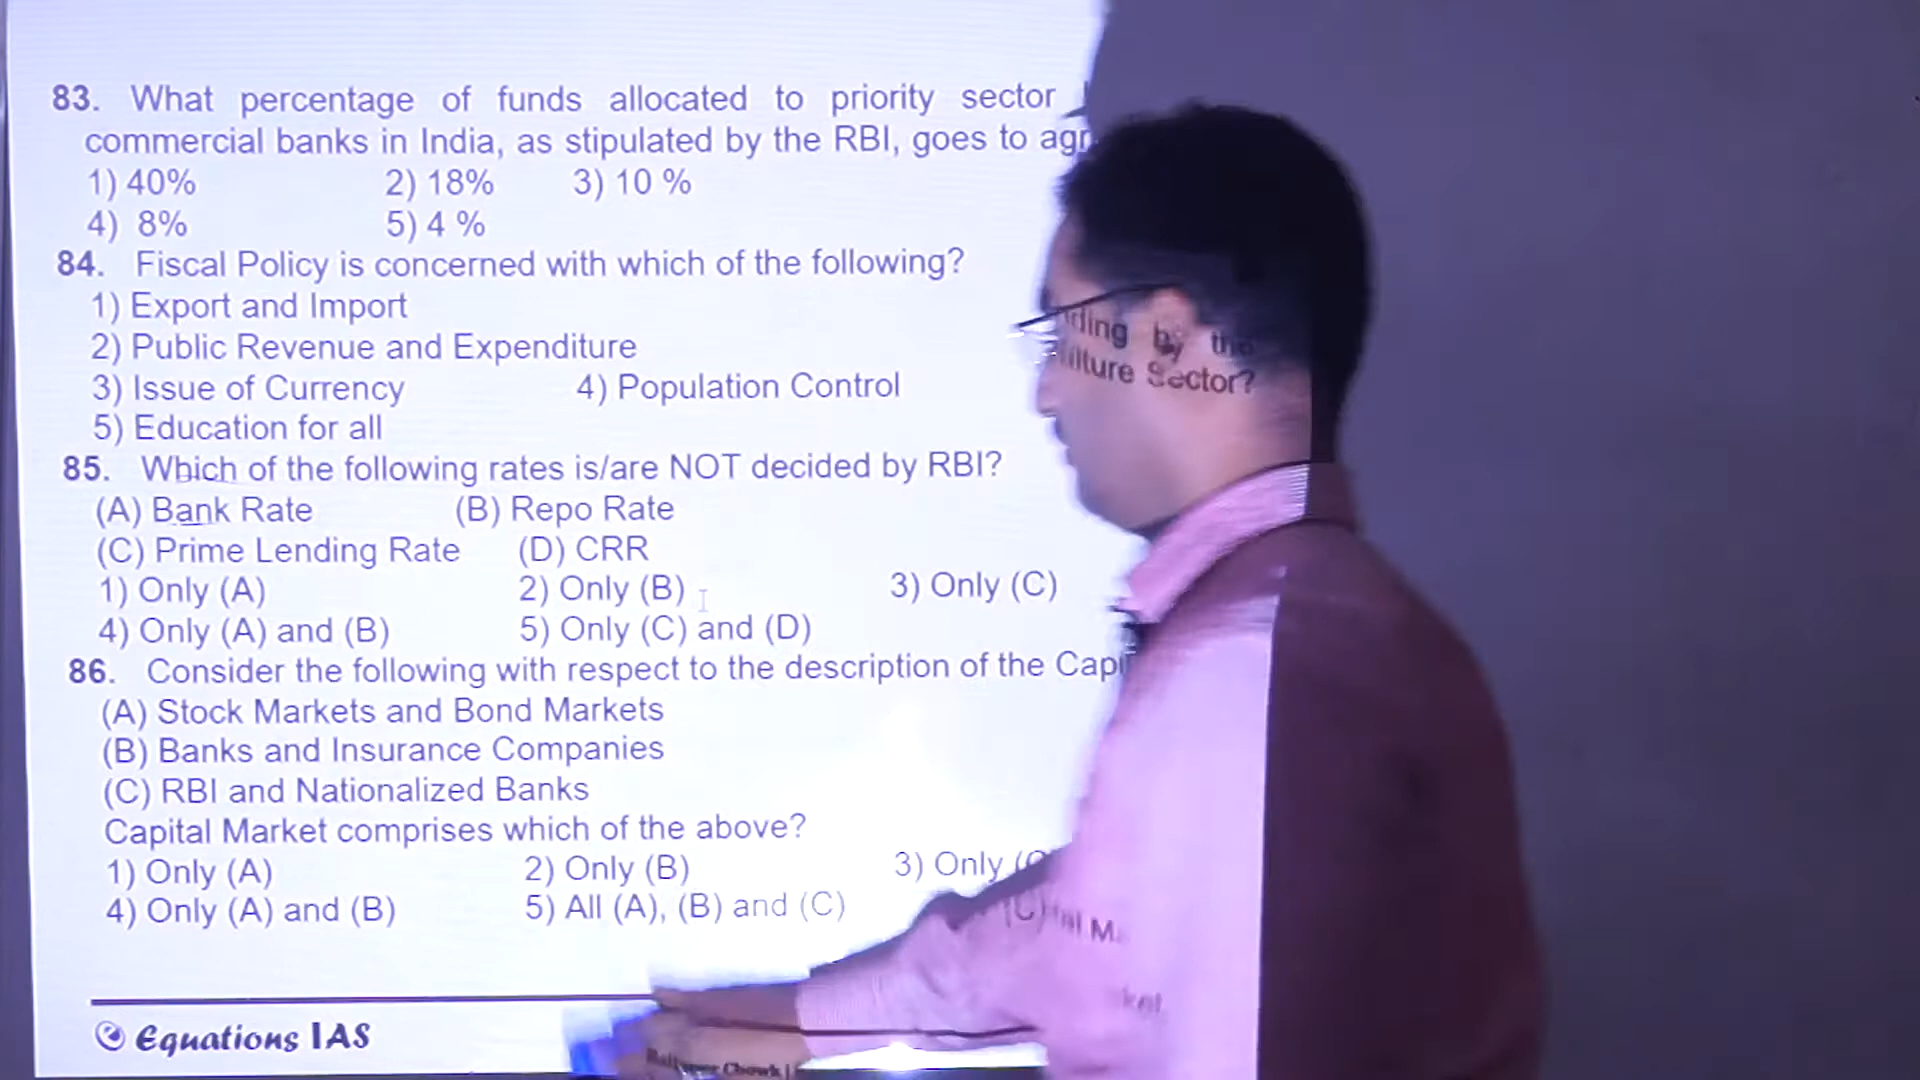 83. What percentage of funds allocated to priority sector
commercial banks in India, as stipulated by the RBI, goes to agr
1) 40% 2) 18% 3) 10 %
4) 8% 5) 4 %
84. Fiscal Policy is concerned with which of the following?
1) Export and Import
2) Public Revenue and Expenditure
3) Issue of Currency 4) Population Control
5) Education for all
85. Which of the following rates is/are NOT decided by RBI?
(A) Bank Rate (B) Repo Rate
(C) Prime Lending Rate (D) CRR
1) Only (A) 2) Only (B) 3) Only (C)
4) Only (A) and (B) 5) Only (C) and (D)
86. Consider the following with respect to the description of the Capi
(A) Stock Markets and Bond Markets
(B) Banks and Insurance Companies
(C) RBI and Nationalized Banks
Capital Market comprises which of the above?
1) Only (A) 2) Only (B) 3) Only (C)
4) Only (A) and (B) 5) All (A), (B) and (C)
ding by the
ulture Sector?
Equations IAS
Chowk